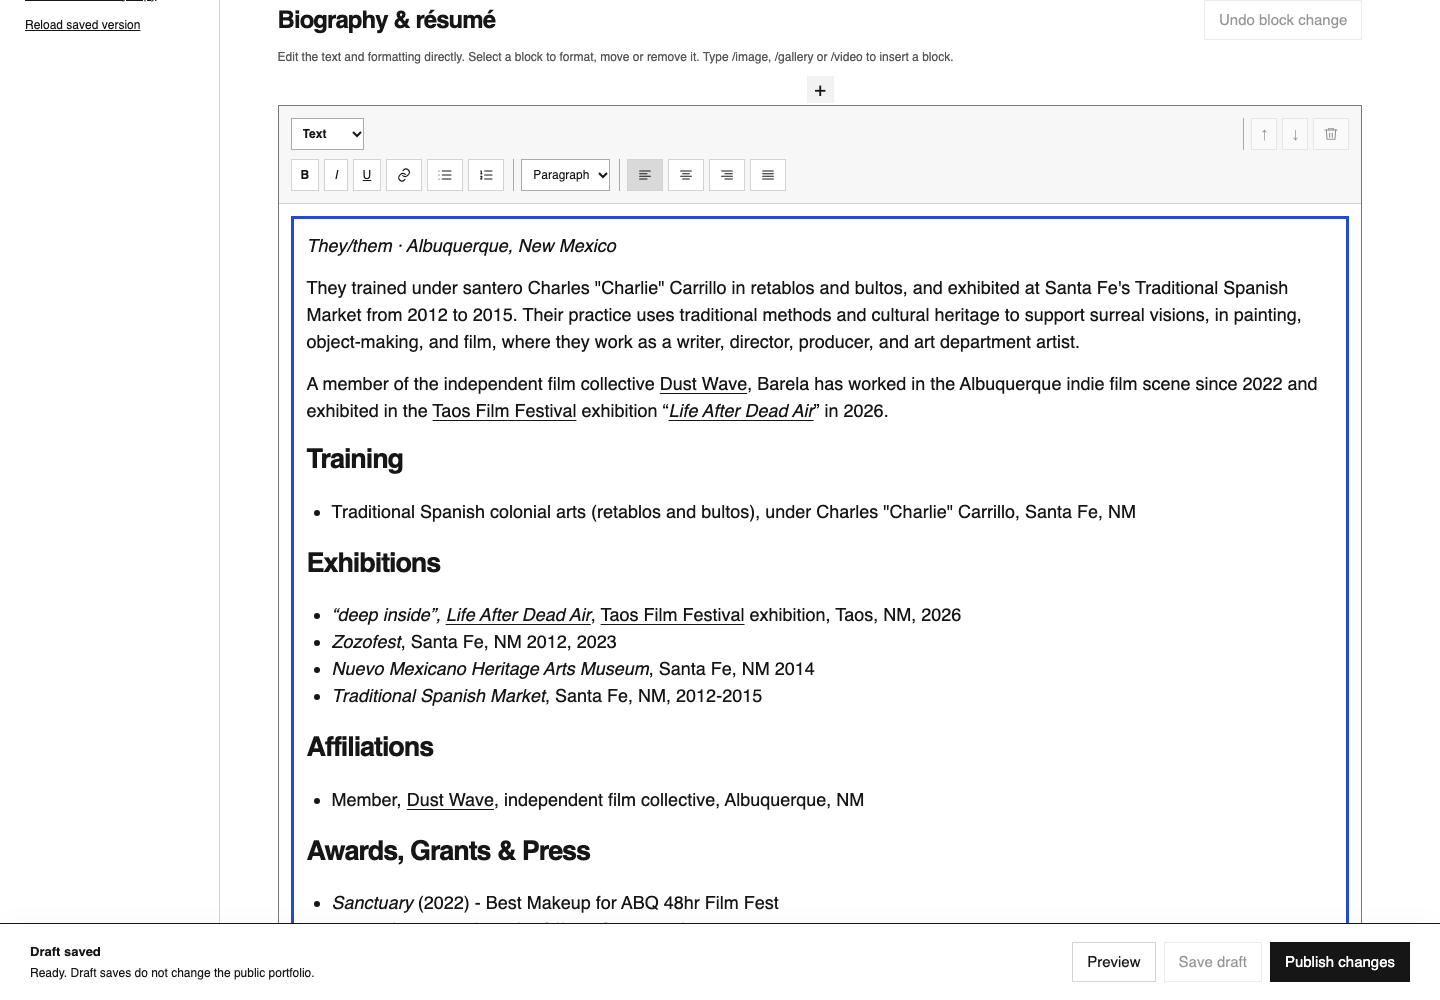 Reload saved version
Biography & résumé
Undo block change
Edit the text and formatting directly. Select a block to format, move or remove it. Type /image, /gallery or /video to insert a block.
+
Text
B I U
Paragraph
They/them · Albuquerque, New Mexico
They trained under santero Charles "Charlie" Carrillo in retablos and bultos, and exhibited at Santa Fe's Traditional Spanish
Market from 2012 to 2015. Their practice uses traditional methods and cultural heritage to support surreal visions, in painting,
object-making, and film, where they work as a writer, director, producer, and art department artist.
A member of the independent film collective Dust Wave, Barela has worked in the Albuquerque indie film scene since 2022 and
exhibited in the Taos Film Festival exhibition “Life After Dead Air” in 2026.
Training
• Traditional Spanish colonial arts (retablos and bultos), under Charles "Charlie" Carrillo, Santa Fe, NM
Exhibitions
• “deep inside”, Life After Dead Air, Taos Film Festival exhibition, Taos, NM, 2026
• Zozofest, Santa Fe, NM 2012, 2023
• Nuevo Mexicano Heritage Arts Museum, Santa Fe, NM 2014
• Traditional Spanish Market, Santa Fe, NM, 2012-2015
Affiliations
• Member, Dust Wave, independent film collective, Albuquerque, NM
Awards, Grants & Press
• Sanctuary (2022) - Best Makeup for ABQ 48hr Film Fest
Draft saved
Ready. Draft saves do not change the public portfolio.
Preview
Save draft
Publish changes